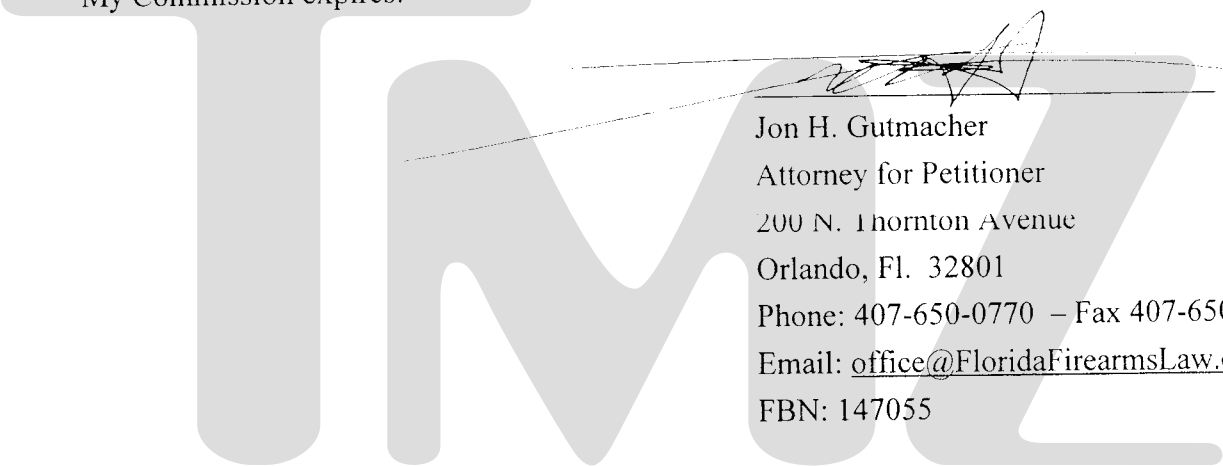 My Commission expires:
Jon H. Gutmacher
Attorney for Petitioner
200 N. Thornton Avenue
Orlando, Fl.  32801
Phone: 407-650-0770  – Fax 407-650
Email: office@FloridaFirearmsLaw.
FBN: 147055
TMZ